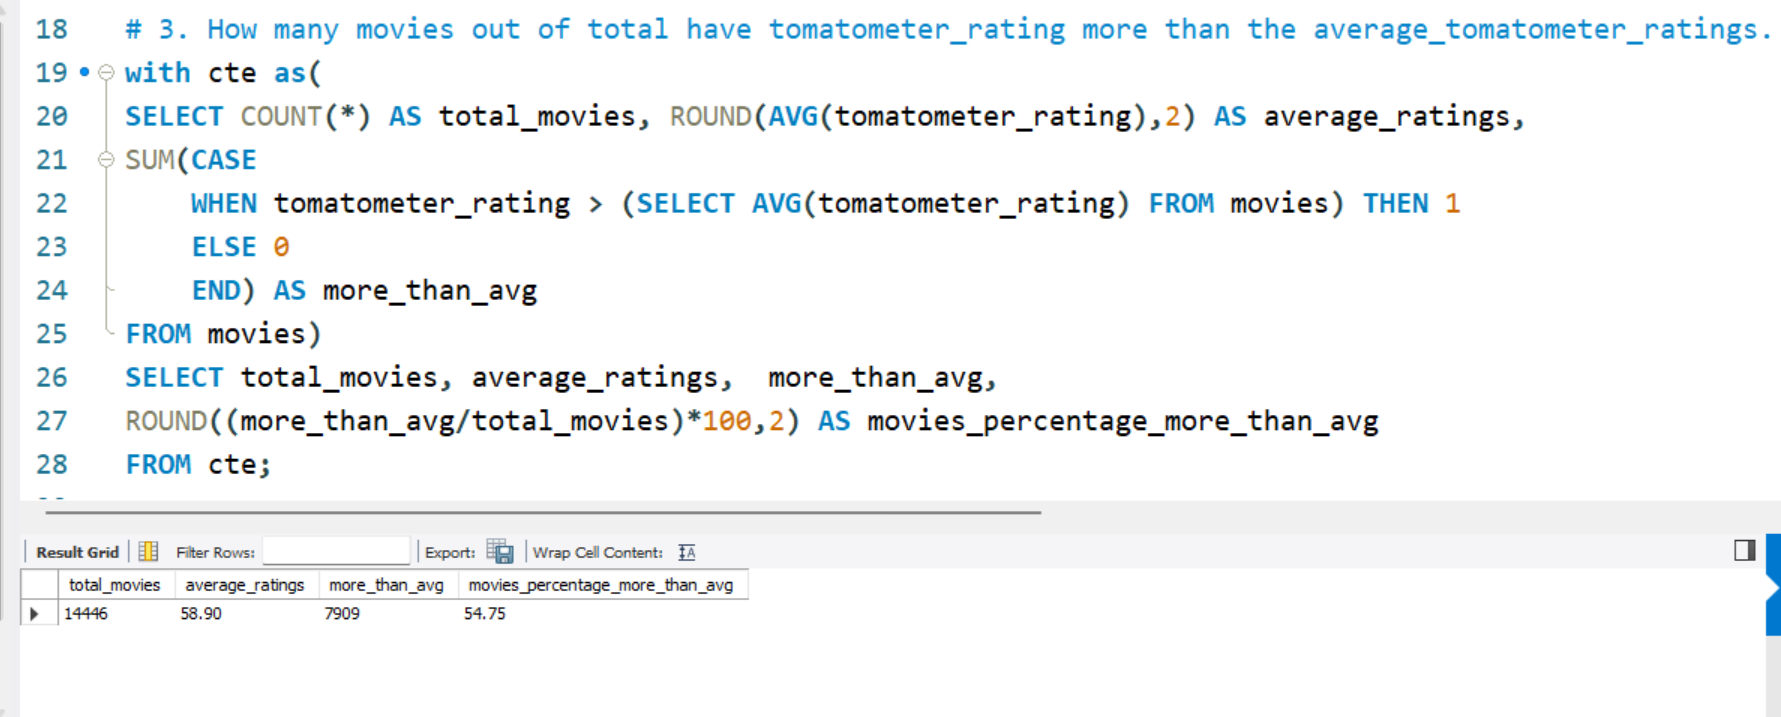 18 # 3. How many movies out of total have tomatometer_rating more than the average_tomatometer_ratings.
19 with cte as(
20 SELECT COUNT(*) AS total_movies, ROUND(AVG(tomatometer_rating),2) AS average_ratings,
21 SUM(CASE
22 WHEN tomatometer_rating > (SELECT AVG(tomatometer_rating) FROM movies) THEN 1
23 ELSE 0
24 END) AS more_than_avg
25 FROM movies)
26 SELECT total_movies, average_ratings, more_than_avg,
27 ROUND((more_than_avg/total_movies)*100,2) AS movies_percentage_more_than_avg
28 FROM cte;
Result Grid Filter Rows: Export: Wrap Cell Content:
total_movies average_ratings more_than_avg movies_percentage_more_than_avg
14446 58.90 7909 54.75